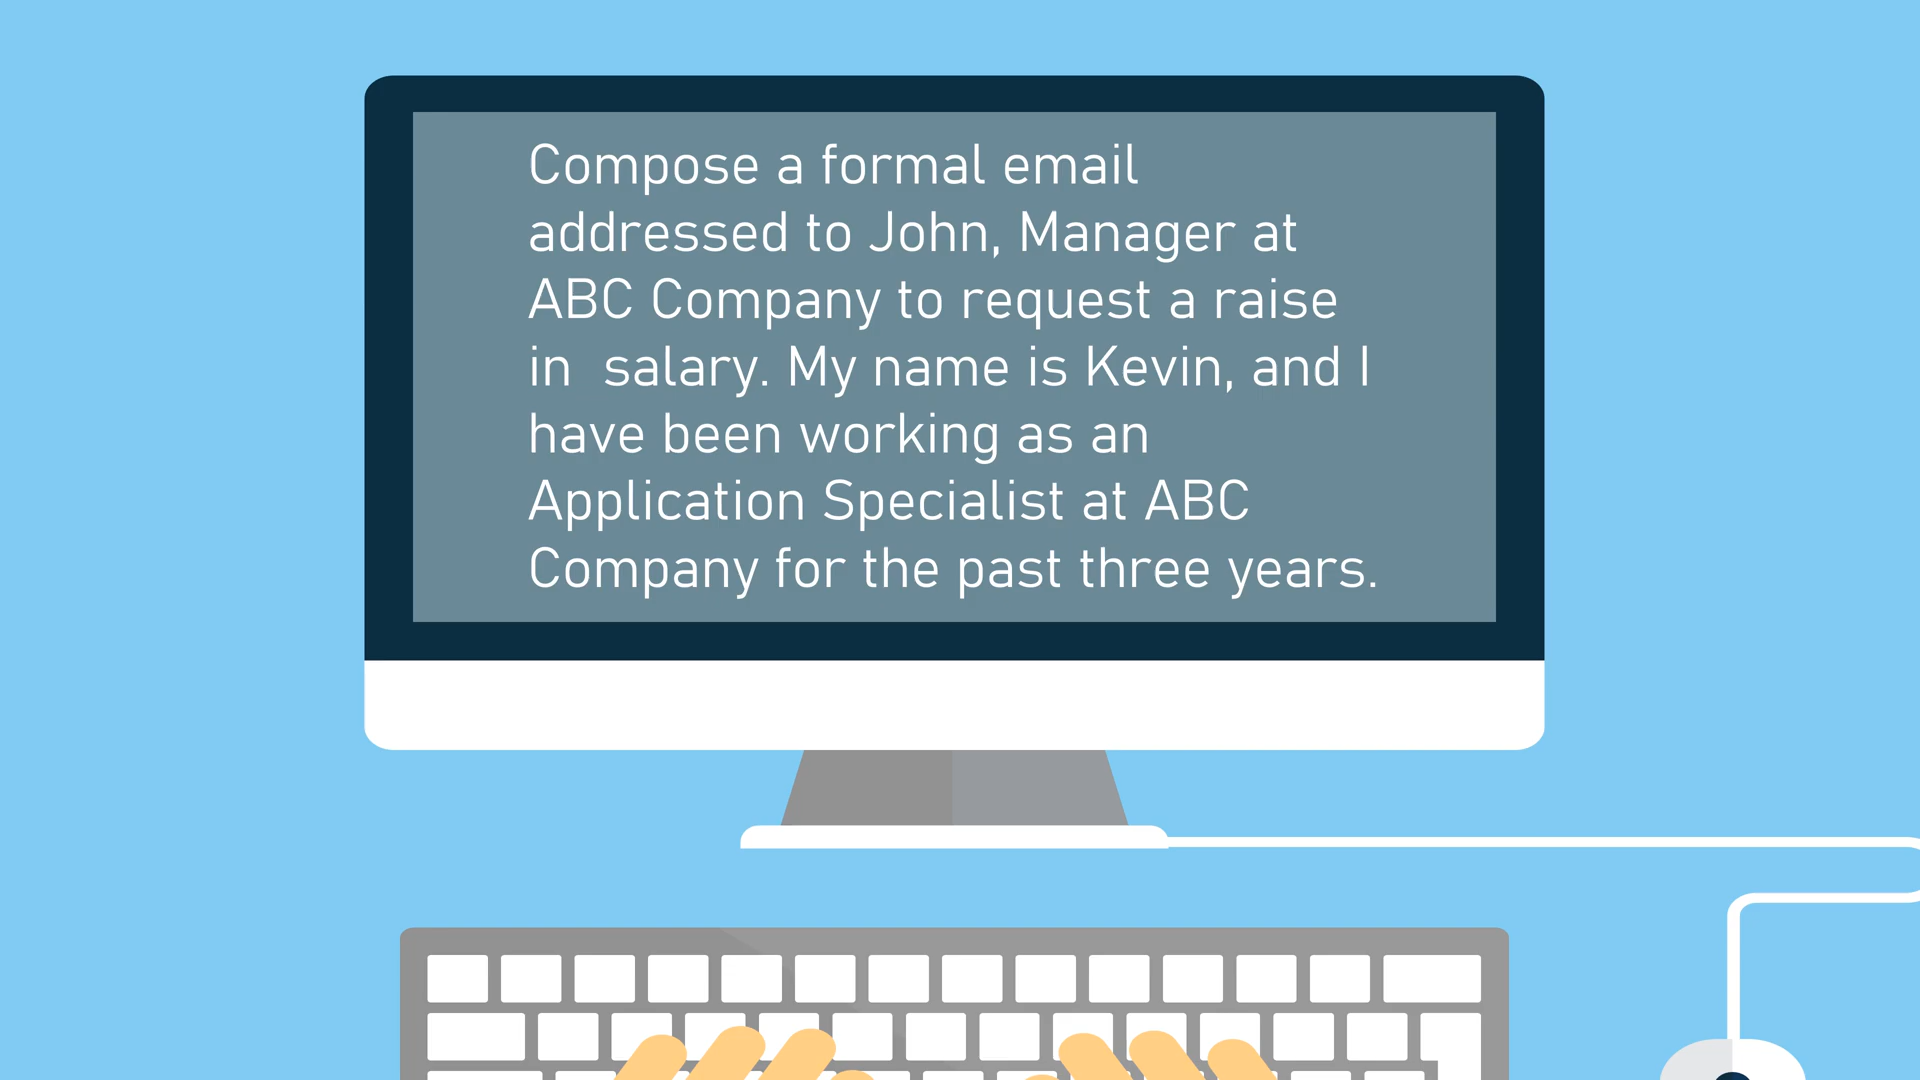 Compose a formal email
addressed to John, Manager at
ABC Company to request a raise
in  salary. My name is Kevin, and I
have been working as an
Application Specialist at ABC
Company for the past three years.